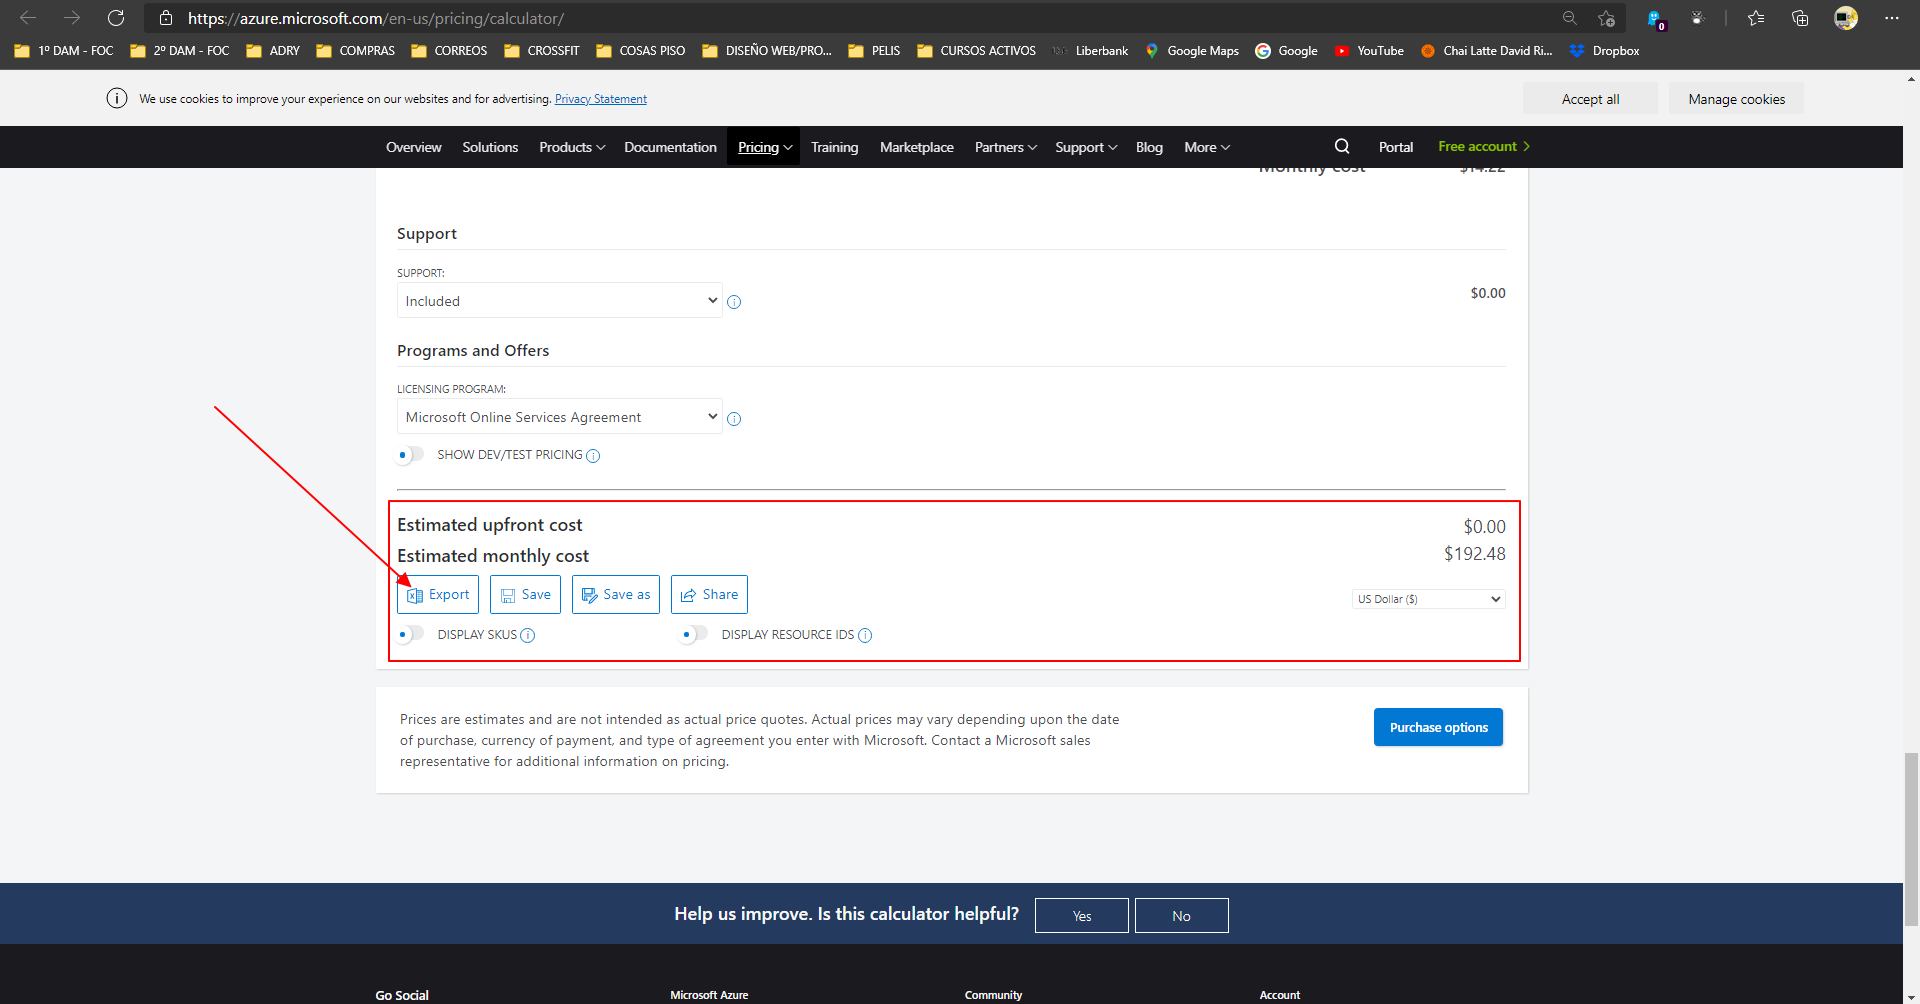 https://azure.microsoft.com/en-us/pricing/calculator/
0
1º DAM - FOC
2º DAM - FOC
ADRY
COMPRAS
CORREOS
CROSSFIT
COSAS PISO
DISEÑO WEB/PRO...
PELIS
CURSOS ACTIVOS
Liberbank
Google Maps
Google
YouTube
Chai Latte David Ri...
Dropbox
We use cookies to improve your experience on our websites and for advertising. Privacy Statement
Accept all
Manage cookies
Overview
Solutions
Products
Documentation
Pricing
Training
Marketplace
Partners
Support
Blog
More
Portal
Free account
Monthly cost
$14.22
Support
SUPPORT:
Included
$0.00
Programs and Offers
LICENSING PROGRAM:
Microsoft Online Services Agreement
SHOW DEV/TEST PRICING
Estimated upfront cost
$0.00
Estimated monthly cost
$192.48
Export
Save
Save as
Share
US Dollar ($)
DISPLAY SKUS
DISPLAY RESOURCE IDS
Prices are estimates and are not intended as actual price quotes. Actual prices may vary depending upon the date
of purchase, currency of payment, and type of agreement you enter with Microsoft. Contact a Microsoft sales
representative for additional information on pricing.
Purchase options
Help us improve. Is this calculator helpful?
Yes
No
Go Social
Microsoft Azure
Community
Account